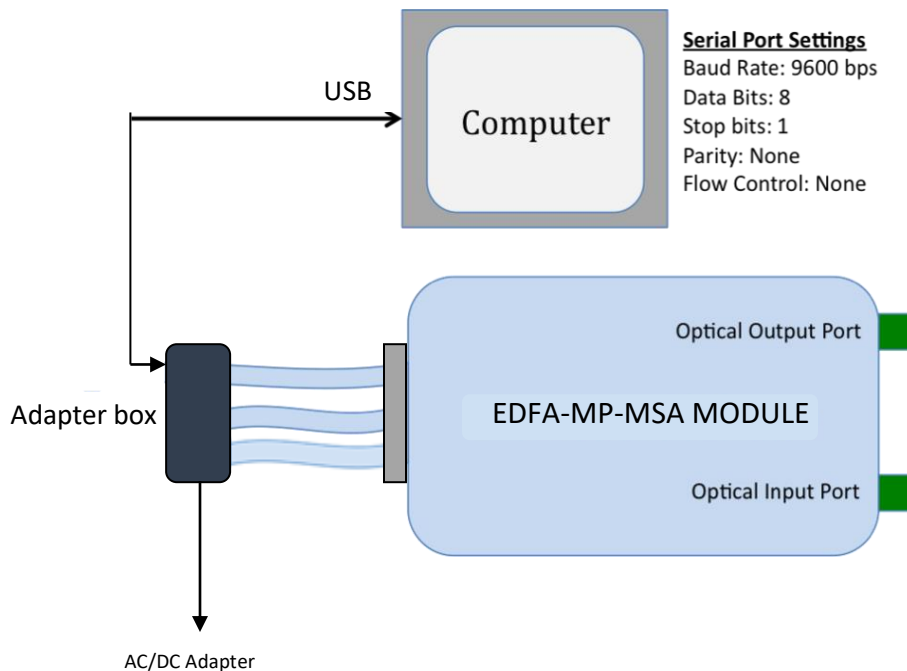 USB
Computer
Serial Port Settings
Baud Rate: 9600 bps
Data Bits: 8
Stop bits: 1
Parity: None
Flow Control: None
Optical Output Port
Adapter box
EDFA-MP-MSA MODULE
Optical Input Port
AC/DC Adapter